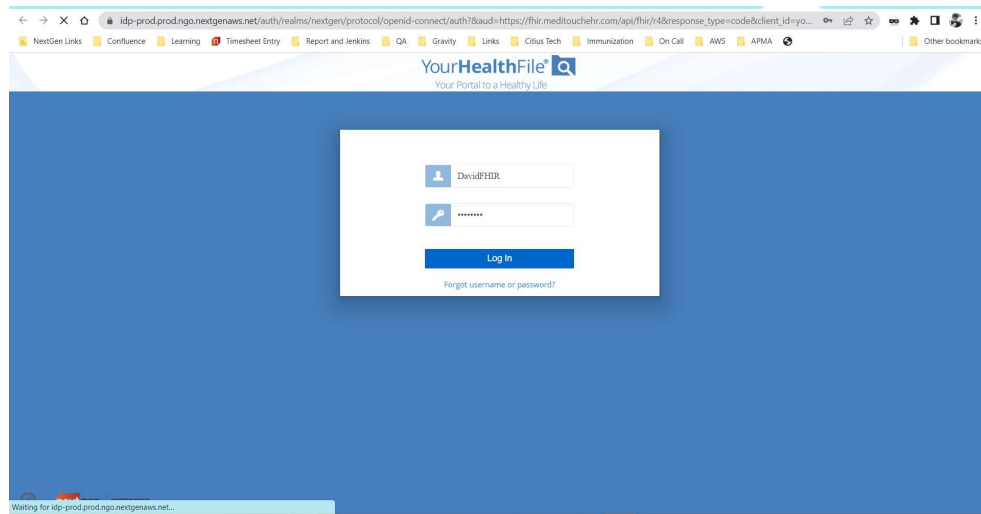 idp-prod.prod.ngo.nextgenaws.net/auth/realms/nextgen/protocol/openid-connect/auth?&aud=https://fhir.meditouchehr.com/api/fhir/r4&response_type=code&client_id=yo...
NextGen Links Confluence Learning Timesheet Entry Report and Jenkins QA Gravity Links Citius Tech Immunization On Call AWS APMA Other bookmarks
YourHealthFile®
Your Portal to a Healthy Life
DavidFHIR
••••••••
Log In
Forgot username or password?
Waiting for idp-prod.prod.ngo.nextgenaws.net...